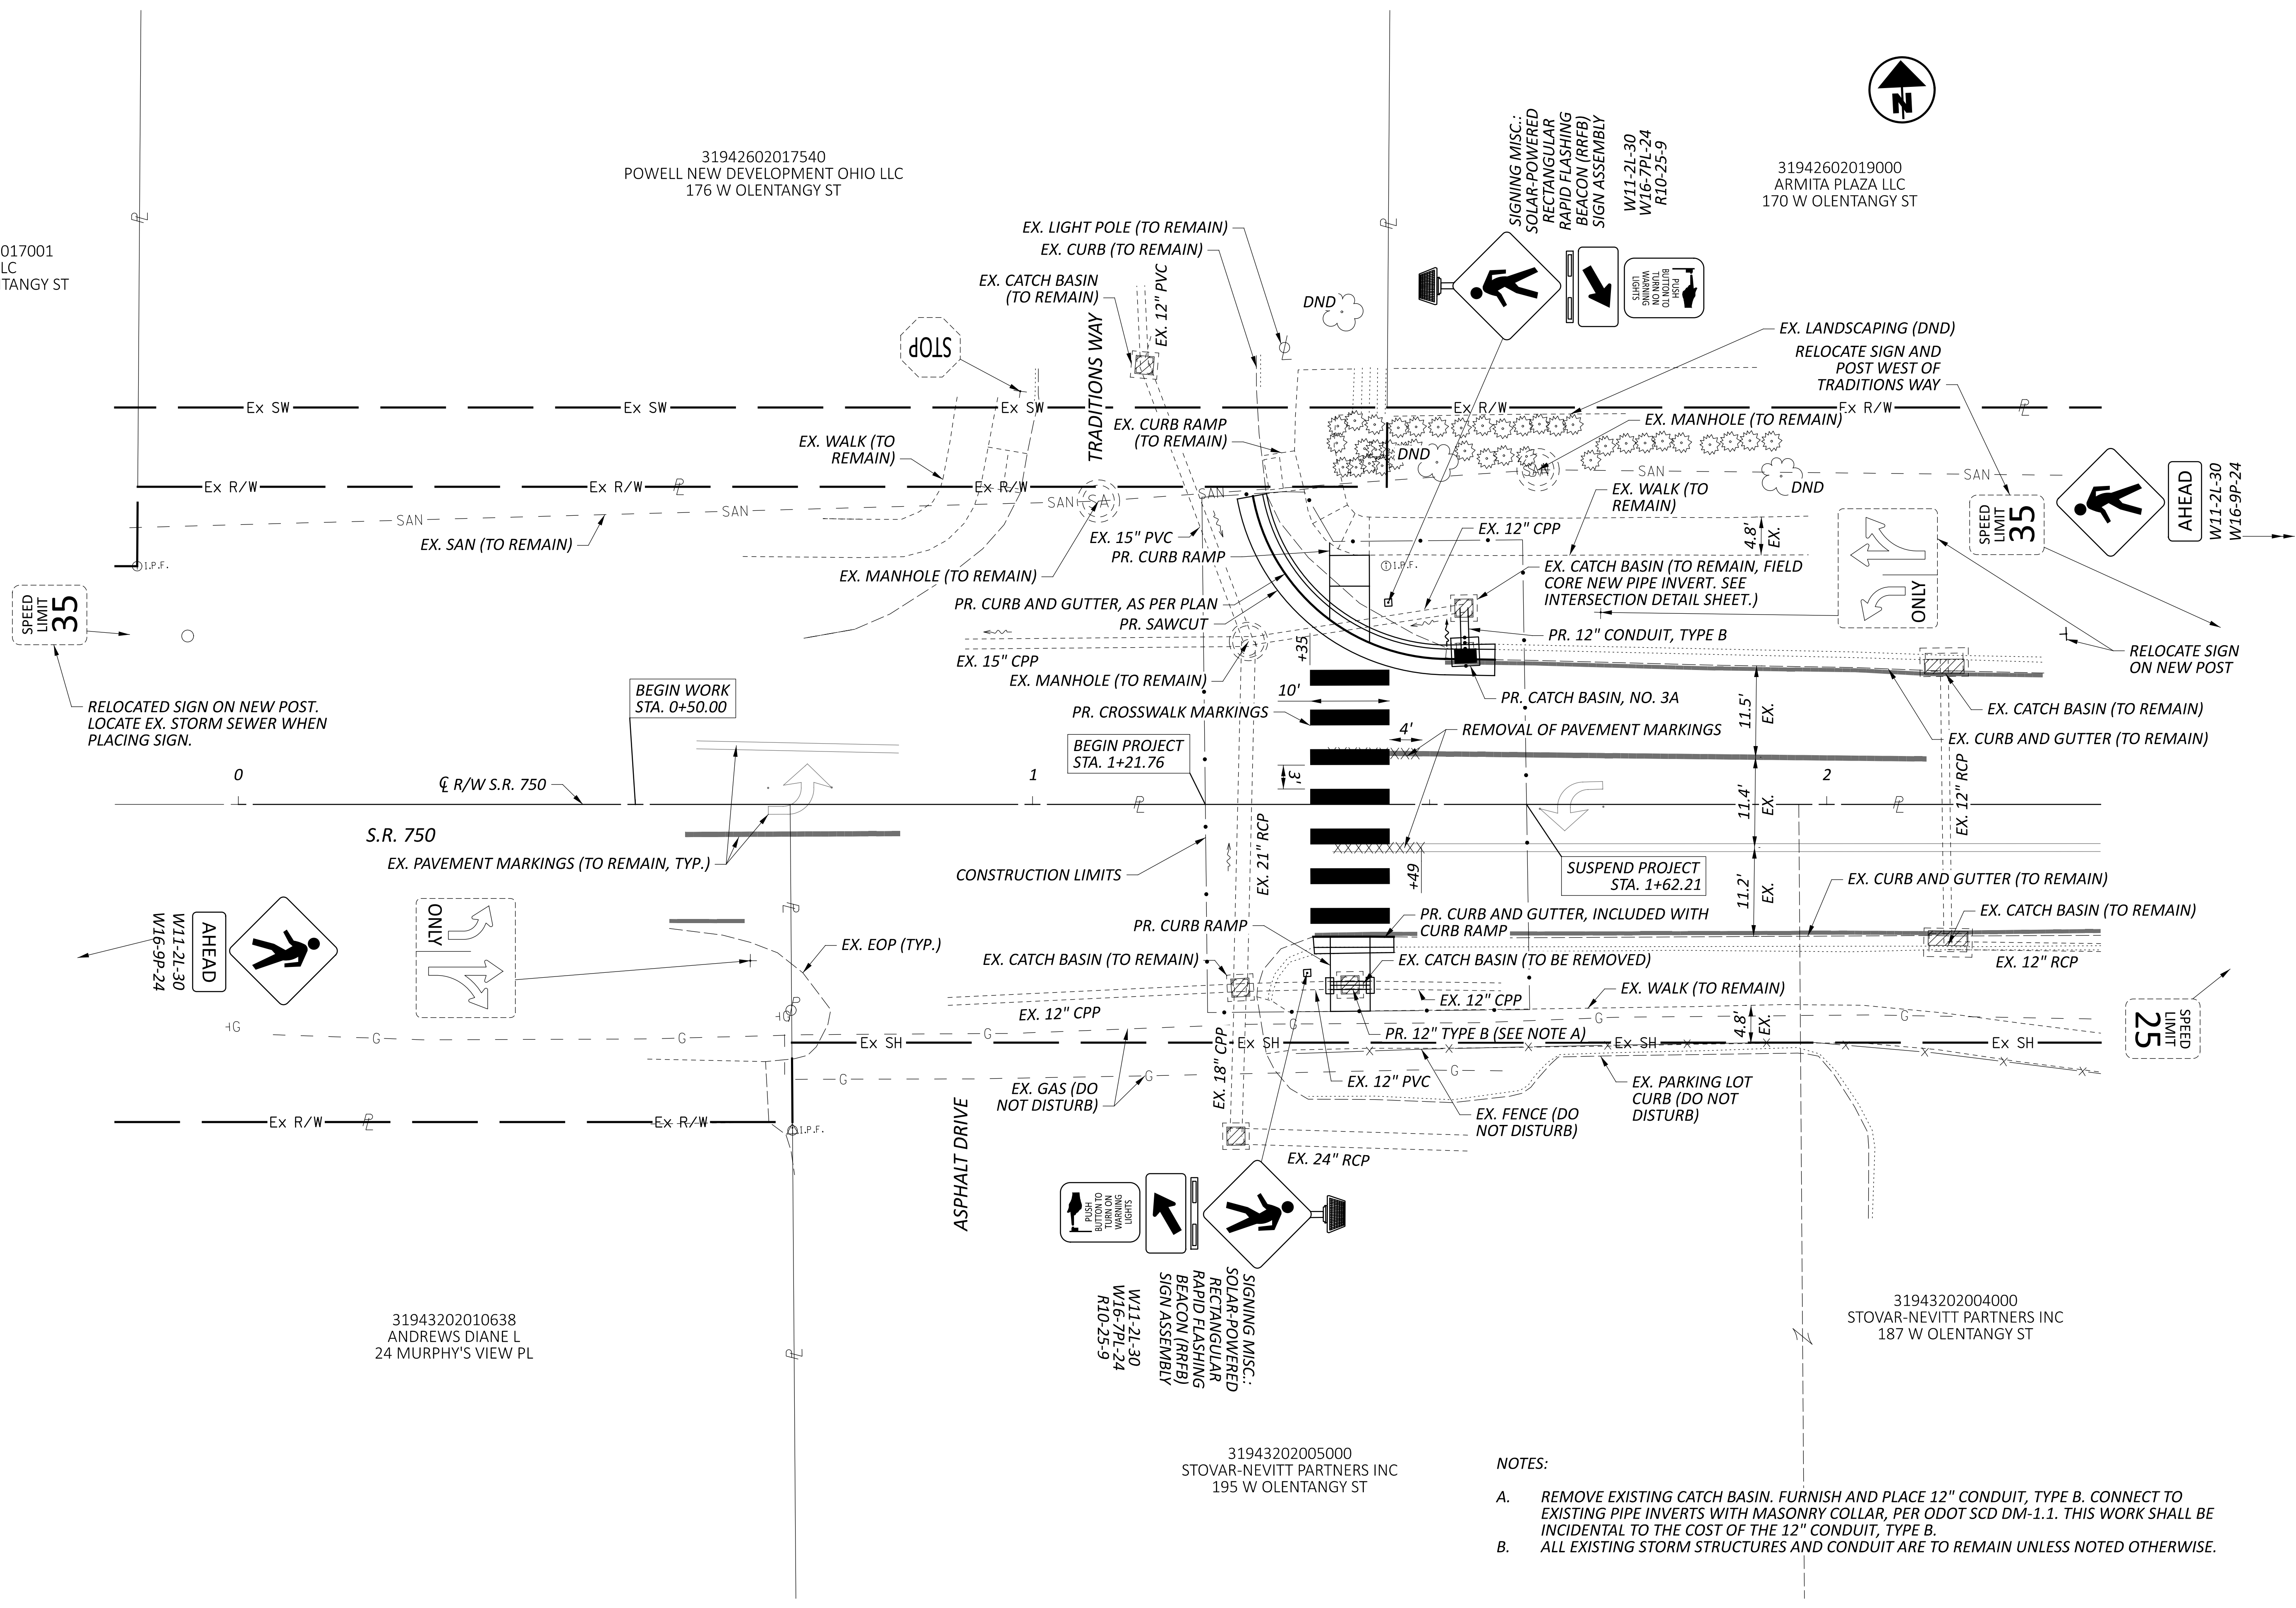 31942602017540
POWELL NEW DEVELOPMENT OHIO LLC
176 W OLENTANGY ST
31942602019000
ARMITA PLAZA LLC
170 W OLENTANGY ST
017001
LC
TANGY ST
N
SIGNING MISC.:
SOLAR-POWERED
RECTANGULAR
RAPID FLASHING
BEACON (RRFB)
SIGN ASSEMBLY
W11-2L-30
W16-7PL-24
R10-25-9
PUSH
BUTTON TO
TURN ON
WARNING
LIGHTS
EX. LIGHT POLE (TO REMAIN)
EX. CURB (TO REMAIN)
EX. CATCH BASIN
(TO REMAIN)
EX. 12" PVC
TRADITIONS WAY
STOP
DND
EX. LANDSCAPING (DND)
RELOCATE SIGN AND
POST WEST OF
TRADITIONS WAY
Ex SW
Ex SW
Ex SW
Ex R/W
Ex R/W
EX. MANHOLE (TO REMAIN)
EX. CURB RAMP
(TO REMAIN)
EX. WALK (TO
REMAIN)
DND
DND
Ex R/W
Ex R/W
Ex R/W
SAN
SAN
SAN
SA
SAN
SAN
SAN
SAN
EX. SAN (TO REMAIN)
EX. WALK (TO
REMAIN)
4.8'
EX.
SPEED
LIMIT
35
AHEAD
W11-2L-30
W16-9P-24
EX. 15" PVC
PR. CURB RAMP
EX. 12" CPP
I.P.F.
I.P.F.
EX. MANHOLE (TO REMAIN)
EX. CATCH BASIN (TO REMAIN, FIELD
CORE NEW PIPE INVERT. SEE
INTERSECTION DETAIL SHEET.)
ONLY
PR. CURB AND GUTTER, AS PER PLAN
PR. SAWCUT
PR. 12" CONDUIT, TYPE B
SPEED
LIMIT
35
RELOCATED SIGN ON NEW POST.
LOCATE EX. STORM SEWER WHEN
PLACING SIGN.
EX. 15" CPP
EX. MANHOLE (TO REMAIN)
+35
RELOCATE SIGN
ON NEW POST
BEGIN WORK
STA. 0+50.00
10'
PR. CATCH BASIN, NO. 3A
PR. CROSSWALK MARKINGS
4'
REMOVAL OF PAVEMENT MARKINGS
11.5'
EX.
EX. CATCH BASIN (TO REMAIN)
EX. CURB AND GUTTER (TO REMAIN)
BEGIN PROJECT
STA. 1+21.76
3'
EX. 12" RCP
0
1
2
℄ R/W S.R. 750
S.R. 750
11.4'
EX.
EX. PAVEMENT MARKINGS (TO REMAIN, TYP.)
EX. 21" RCP
CONSTRUCTION LIMITS
+49
SUSPEND PROJECT
STA. 1+62.21
11.2'
EX.
EX. CURB AND GUTTER (TO REMAIN)
PR. CURB AND GUTTER, INCLUDED WITH
CURB RAMP
PR. CURB RAMP
EX. CATCH BASIN (TO REMAIN)
W11-2L-30
W16-9P-24
AHEAD
ONLY
EX. EOP (TYP.)
EX. CATCH BASIN (TO REMAIN)
EX. CATCH BASIN (TO BE REMOVED)
EX. 12" RCP
EX. 12" CPP
EX. 12" CPP
EX. WALK (TO REMAIN)
PR. 12" TYPE B (SEE NOTE A)
4.8'
EX.
SPEED
LIMIT
25
G
G
G
G
G
G
G
Ex SH
Ex SH
Ex SH
Ex SH
G
G
G
EX. 18" CPP
EX. GAS (DO
NOT DISTURB)
EX. 12" PVC
EX. PARKING LOT
CURB (DO NOT
DISTURB)
EX. FENCE (DO
NOT DISTURB)
Ex R/W
Ex R/W
I.P.F.
ASPHALT DRIVE
EX. 24" RCP
PUSH
BUTTON TO
TURN ON
WARNING
LIGHTS
SIGNING MISC.:
SOLAR-POWERED
RECTANGULAR
RAPID FLASHING
BEACON (RRFB)
SIGN ASSEMBLY
W11-2L-30
W16-7PL-24
R10-25-9
31943202010638
ANDREWS DIANE L
24 MURPHY'S VIEW PL
31943202004000
STOVAR-NEVITT PARTNERS INC
187 W OLENTANGY ST
31943202005000
STOVAR-NEVITT PARTNERS INC
195 W OLENTANGY ST
NOTES:
A. REMOVE EXISTING CATCH BASIN. FURNISH AND PLACE 12" CONDUIT, TYPE B. CONNECT TO
EXISTING PIPE INVERTS WITH MASONRY COLLAR, PER ODOT SCD DM-1.1. THIS WORK SHALL BE
INCIDENTAL TO THE COST OF THE 12" CONDUIT, TYPE B.
B. ALL EXISTING STORM STRUCTURES AND CONDUIT ARE TO REMAIN UNLESS NOTED OTHERWISE.